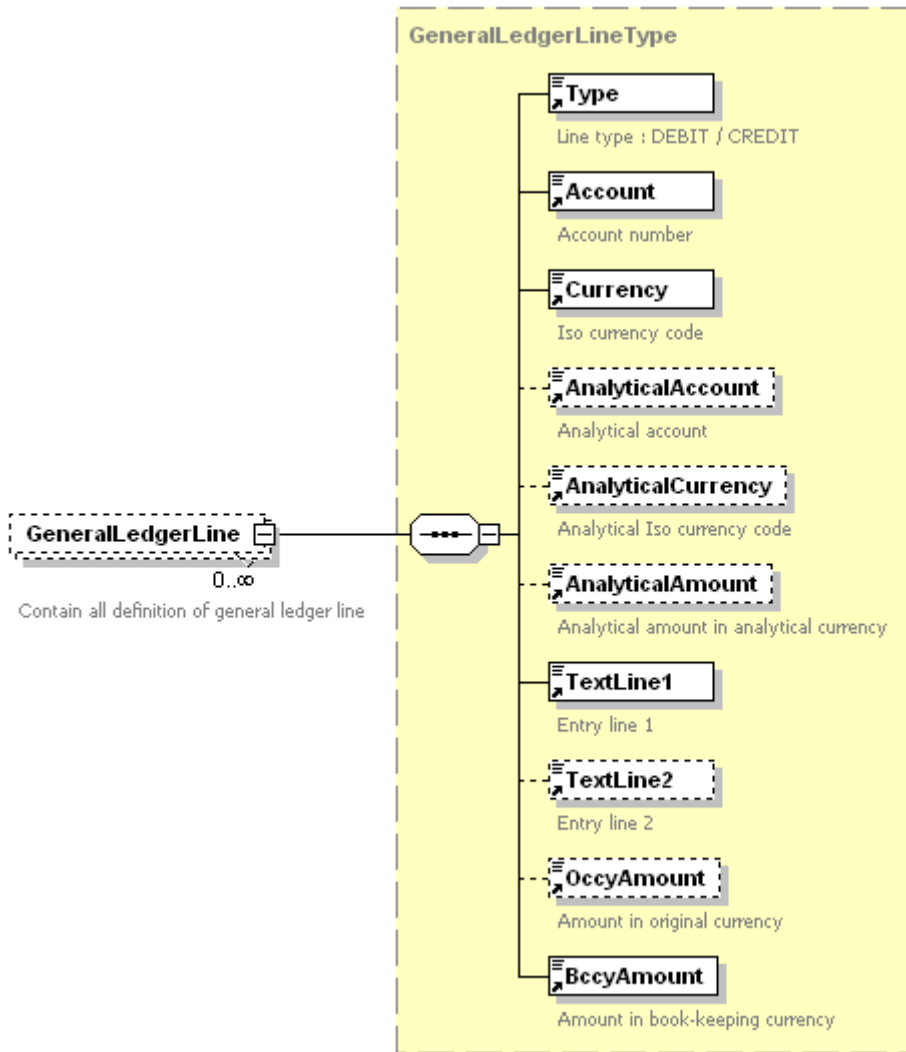 GeneralLedgerLineType
Type
Line type : DEBIT / CREDIT
Account
Account number
Currency
Iso currency code
AnalyticalAccount
Analytical account
AnalyticalCurrency
Analytical Iso currency code
GeneralLedgerLine
0..∞
Contain all definition of general ledger line
AnalyticalAmount
Analytical amount in analytical currency
TextLine1
Entry line 1
TextLine2
Entry line 2
OccyAmount
Amount in original currency
BccyAmount
Amount in book-keeping currency